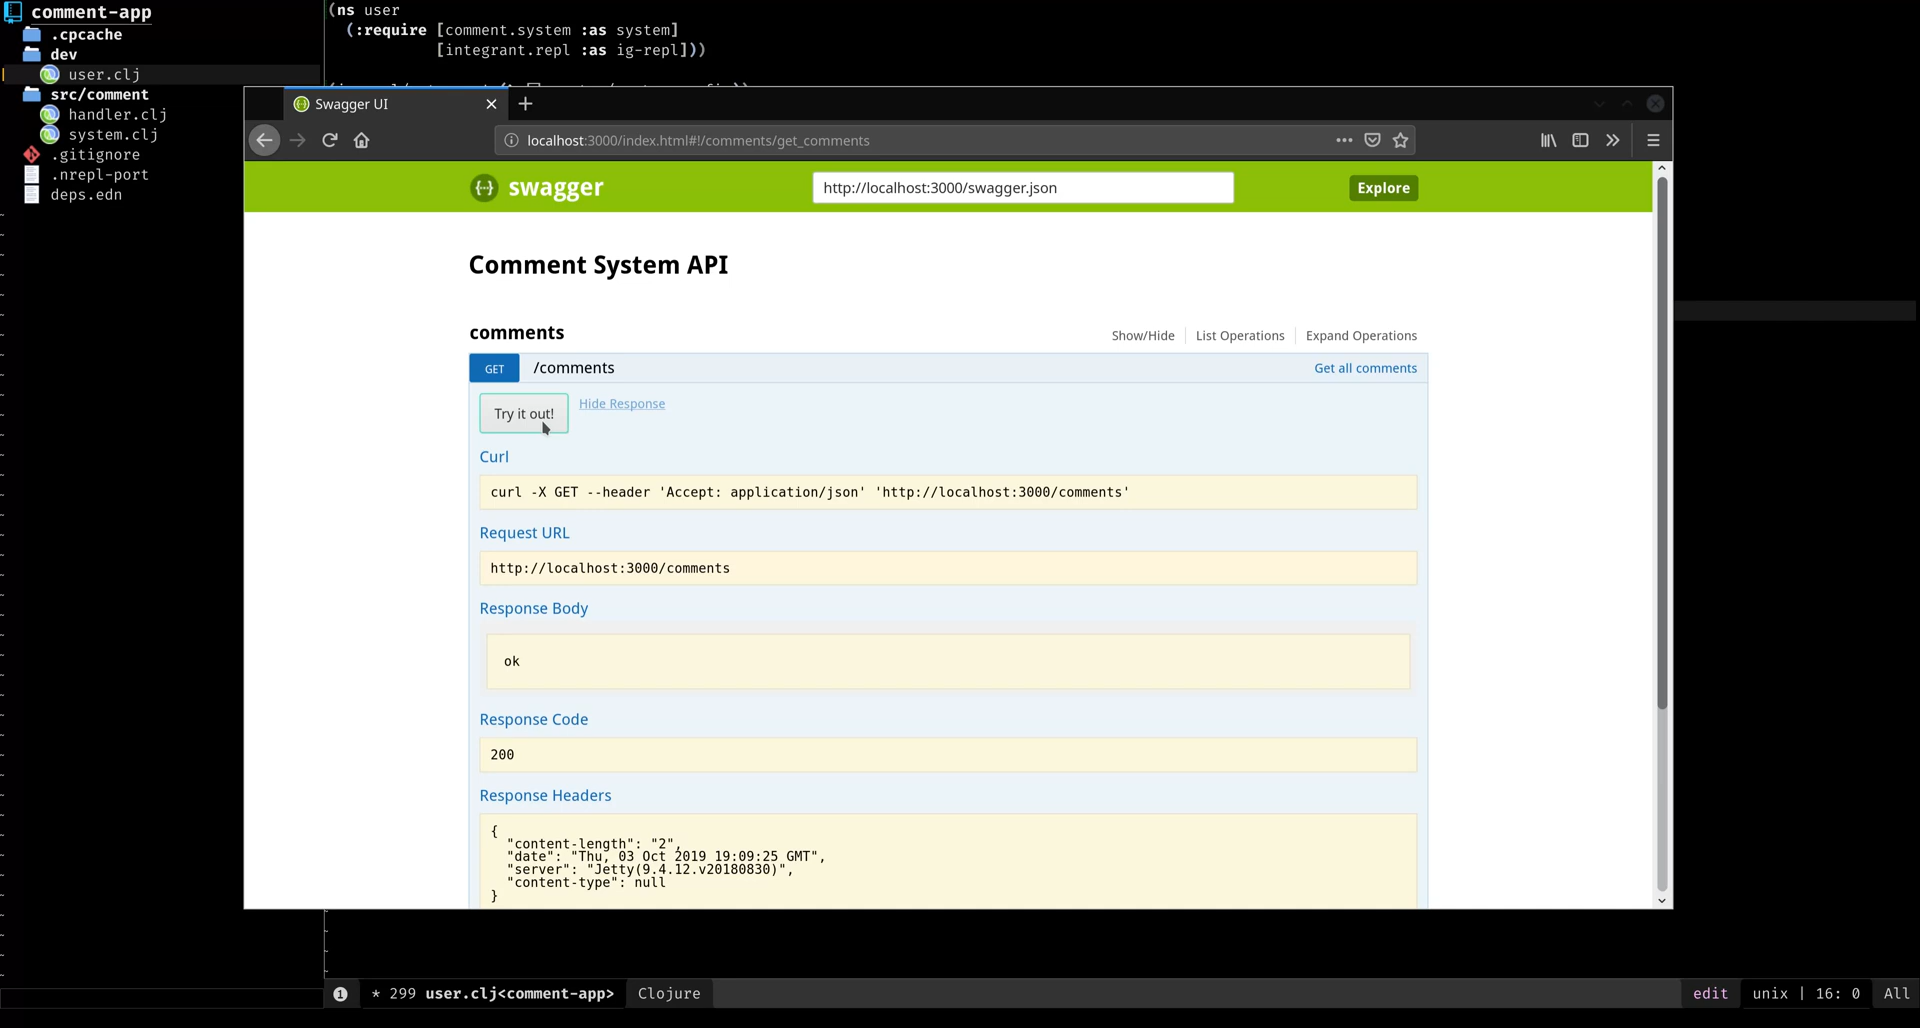 comment-app
.cpcache
dev
user.clj
src/comment
handler.clj
system.clj
.gitignore
.nrepl-port
deps.edn
(ns user
(:require [comment.system :as system]
[integrant.repl :as ig-repl]))
Swagger UI
localhost:3000/index.html#!/comments/get_comments
swagger
http://localhost:3000/swagger.json
Explore
Comment System API
comments
Show/Hide
List Operations
Expand Operations
GET
/comments
Get all comments
Try it out!
Hide Response
Curl
curl -X GET --header 'Accept: application/json' 'http://localhost:3000/comments'
Request URL
http://localhost:3000/comments
Response Body
ok
Response Code
200
Response Headers
{
"content-length": "2",
"date": "Thu, 03 Oct 2019 19:09:25 GMT",
"server": "Jetty(9.4.12.v20180830)",
"content-type": null
}
1 * 299 user.clj<comment-app> Clojure
edit unix | 16: 0 All